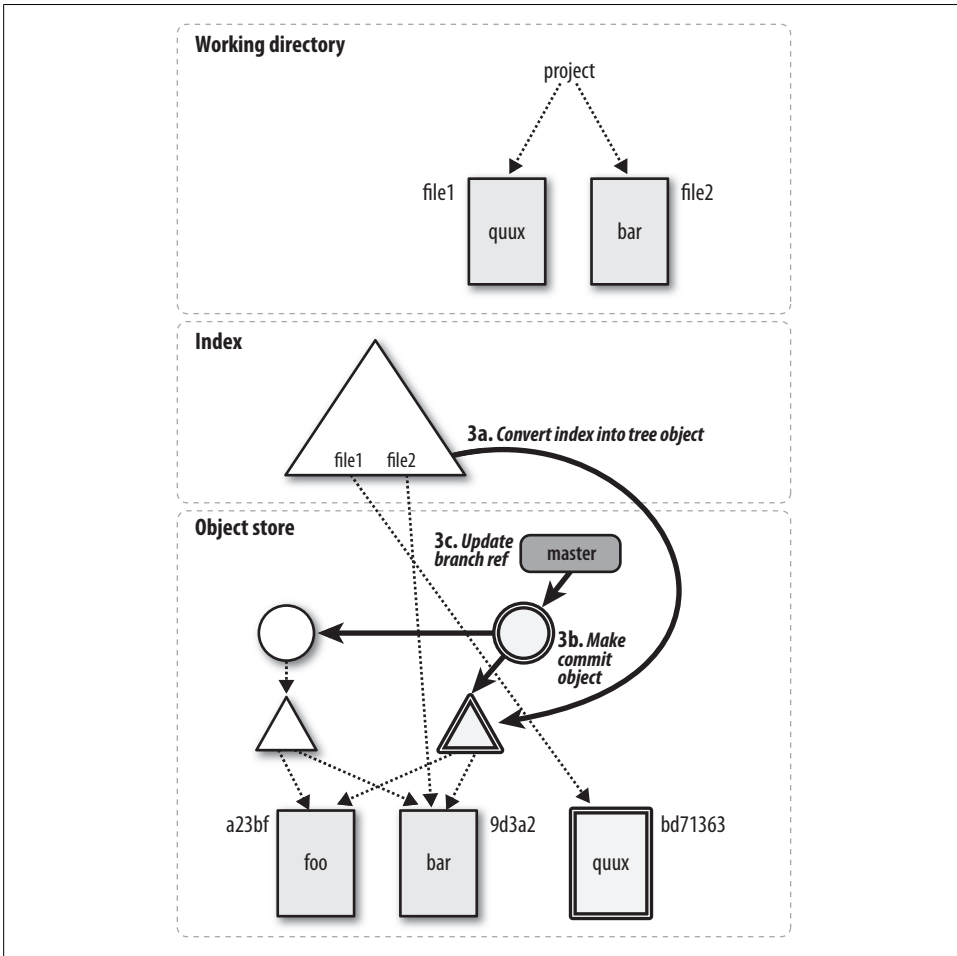 Working directory
project
file1
file2
quux
bar
Index
3a. Convert index into tree object
file1
file2
Object store
3c. Update
branch ref
master
3b. Make
commit
object
a23bf
9d3a2
bd71363
foo
bar
quux